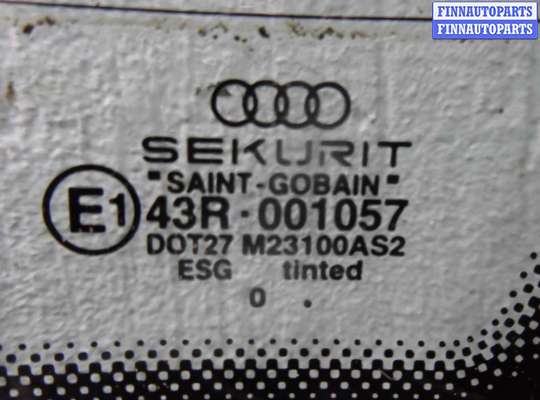 FINNAUTOPARTS
FINNAUTOPARTS
SEKURIT
"SAINT-GOBAIN"
E1 43R · 001057
DOT27 M23100AS2
ESG tinted
0 .